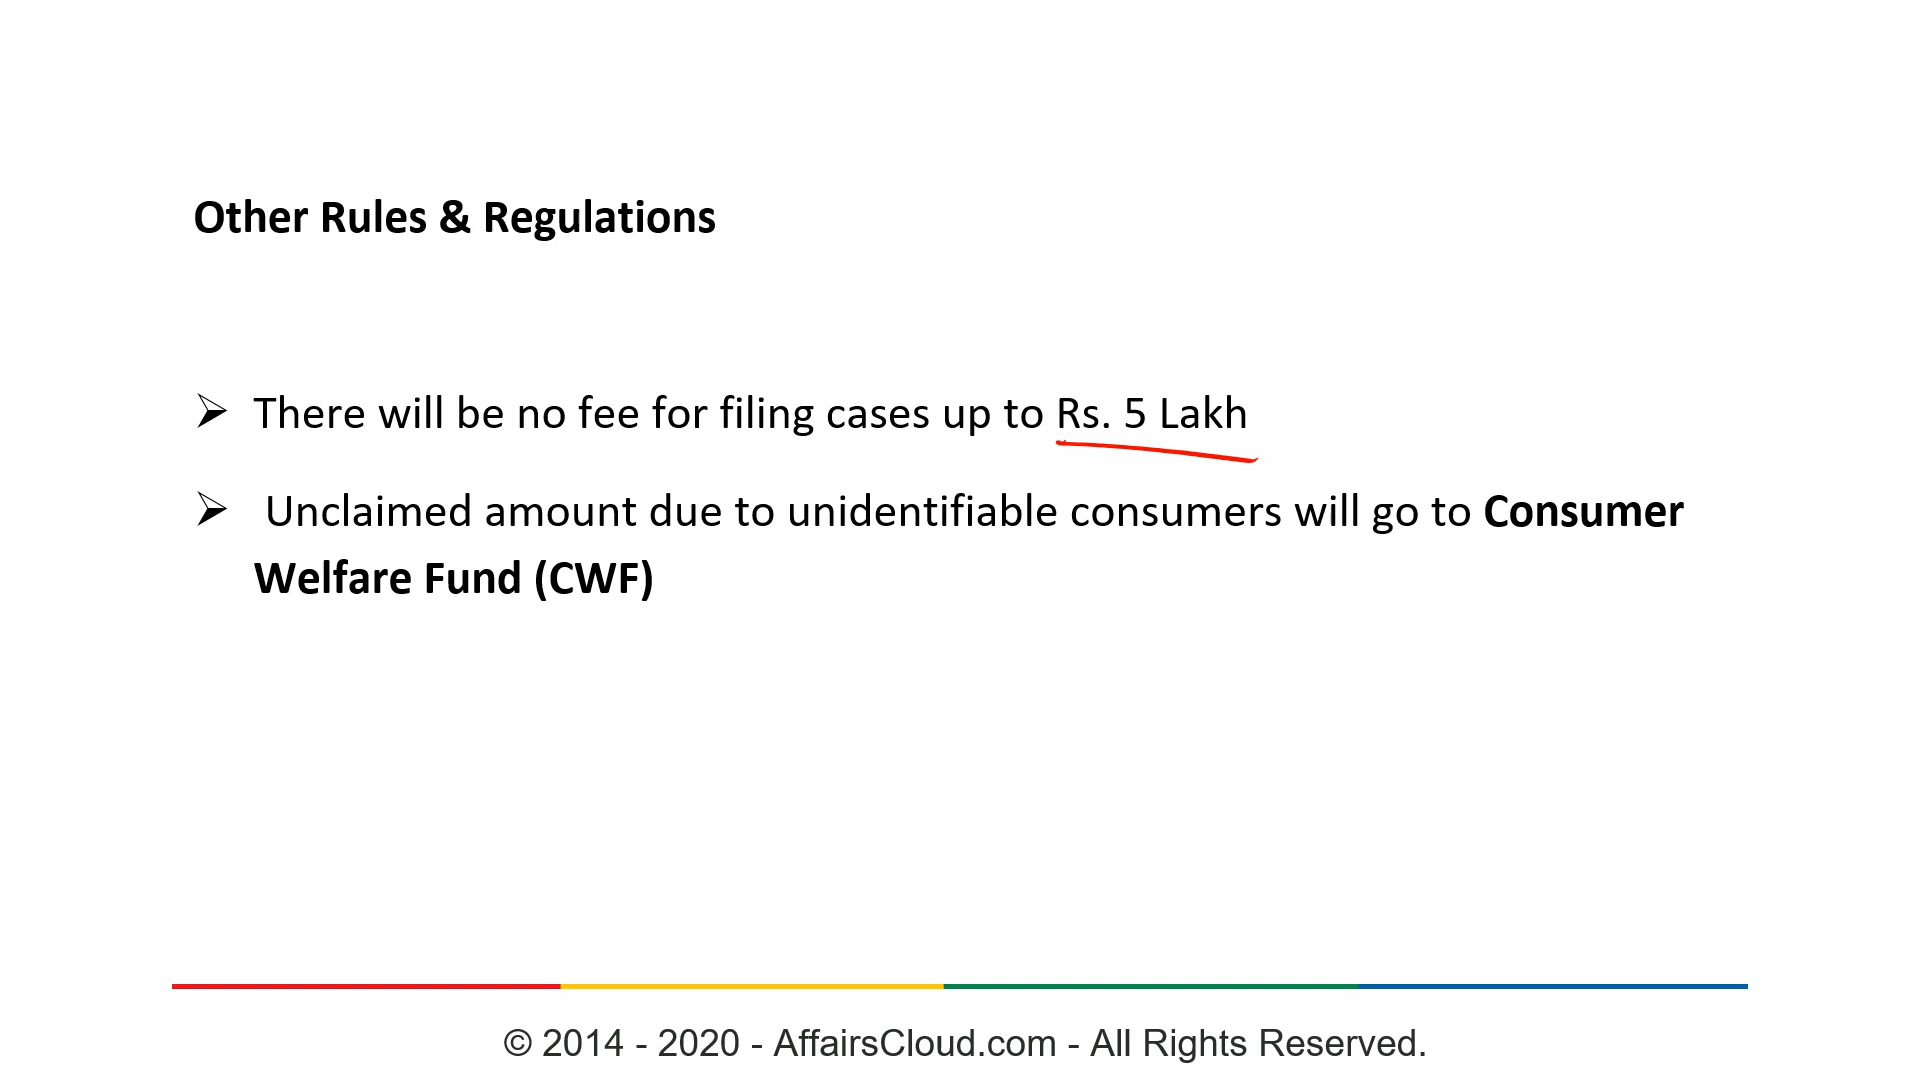 Other Rules & Regulations
There will be no fee for filing cases up to Rs. 5 Lakh
Unclaimed amount due to unidentifiable consumers will go to Consumer
Welfare Fund (CWF)
© 2014 - 2020 - AffairsCloud.com - All Rights Reserved.